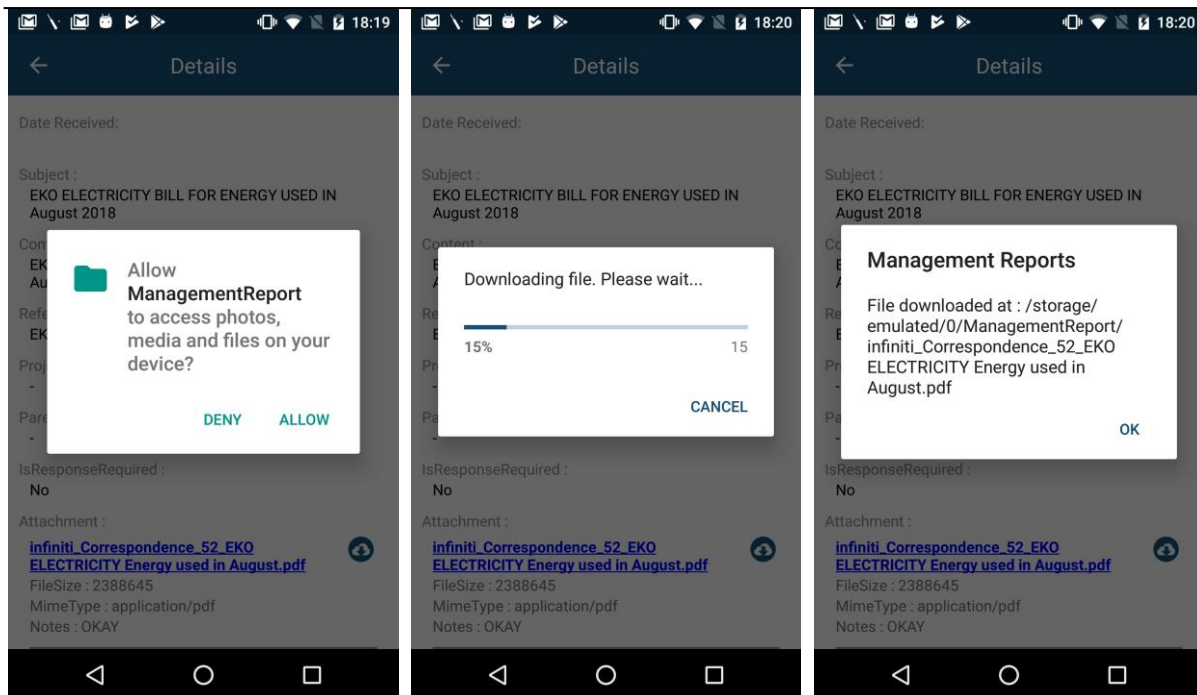 18:19
Details
Date Received:
Subject :
EKO ELECTRICITY BILL FOR ENERGY USED IN
August 2018
Allow
ManagementReport
to access photos,
media and files on your
device?
DENY ALLOW
IsResponseRequired :
No
Attachment :
infiniti_Correspondence_52_EKO
ELECTRICITY Energy used in August.pdf
FileSize : 2388645
MimeType : application/pdf
Notes : OKAY
18:20
Details
Date Received:
Subject :
EKO ELECTRICITY BILL FOR ENERGY USED IN
August 2018
Content :
Downloading file. Please wait...
15% 15
CANCEL
IsResponseRequired :
No
Attachment :
infiniti_Correspondence_52_EKO
ELECTRICITY Energy used in August.pdf
FileSize : 2388645
MimeType : application/pdf
Notes : OKAY
18:20
Details
Date Received:
Subject :
EKO ELECTRICITY BILL FOR ENERGY USED IN
August 2018
Management Reports
File downloaded at : /storage/
emulated/0/ManagementReport/
infiniti_Correspondence_52_EKO
ELECTRICITY Energy used in
August.pdf
OK
IsResponseRequired :
No
Attachment :
infiniti_Correspondence_52_EKO
ELECTRICITY Energy used in August.pdf
FileSize : 2388645
MimeType : application/pdf
Notes : OKAY